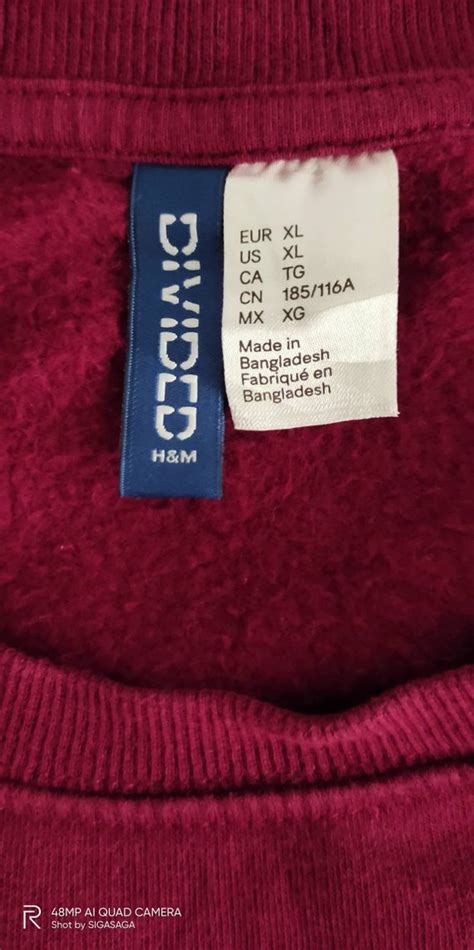 DIVIDED
H&M
EUR XL
US XL
CA TG
CN 185/116A
MX XG
Made in
Bangladesh
Fabriqué en
Bangladesh
R
48MP AI QUAD CAMERA
Shot by SIGASAGA